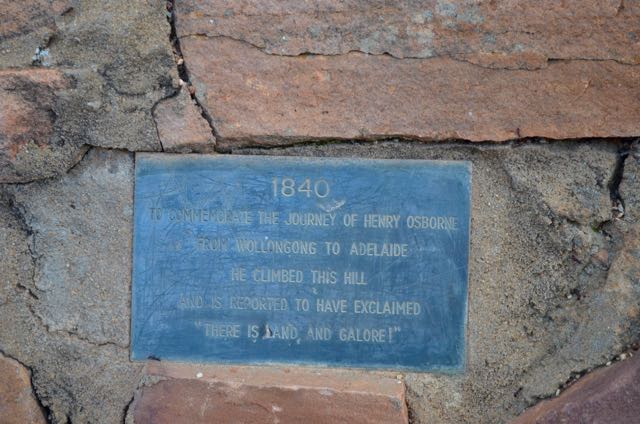 1840
TO COMMEMORATE THE JOURNEY OF HENRY OSBORNE
FROM WOLLONGONG TO ADELAIDE
HE CLIMBED THIS HILL
AND IS REPORTED TO HAVE EXCLAIMED
"THERE IS LAND AND GALORE!"